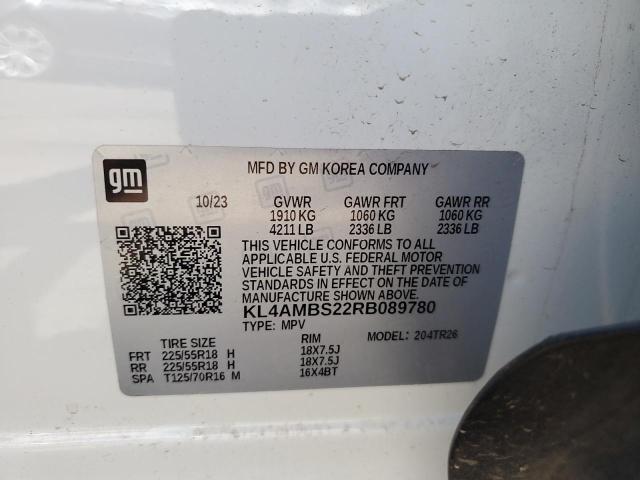 gm
MFD BY GM KOREA COMPANY
10/23 GVWR GAWR FRT GAWR RR
1910 KG 1060 KG 1060 KG
4211 LB 2336 LB 2336 LB
THIS VEHICLE CONFORMS TO ALL
APPLICABLE U.S. FEDERAL MOTOR
VEHICLE SAFETY AND THEFT PREVENTION
STANDARDS IN EFFECT ON THE DATE OF
MANUFACTURE SHOWN ABOVE.
KL4AMBS22RB089780
TYPE: MPV MODEL: 204TR26
TIRE SIZE RIM
FRT 225/55R18 H 18X7.5J
RR 225/55R18 H 18X7.5J
SPA T125/70R16 M 16X4BT